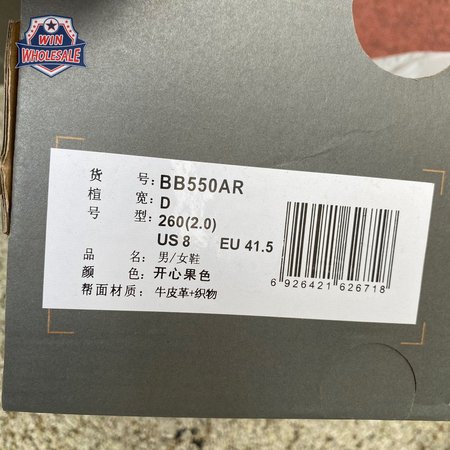 WIN
WHOLESALE
货 号: BB550AR
楦 宽: D
号 型: 260(2.0)
US 8 EU 41.5
品 名: 男/女鞋
颜 色: 开心果色
帮面材质: 牛皮革+织物
6 926421 626718